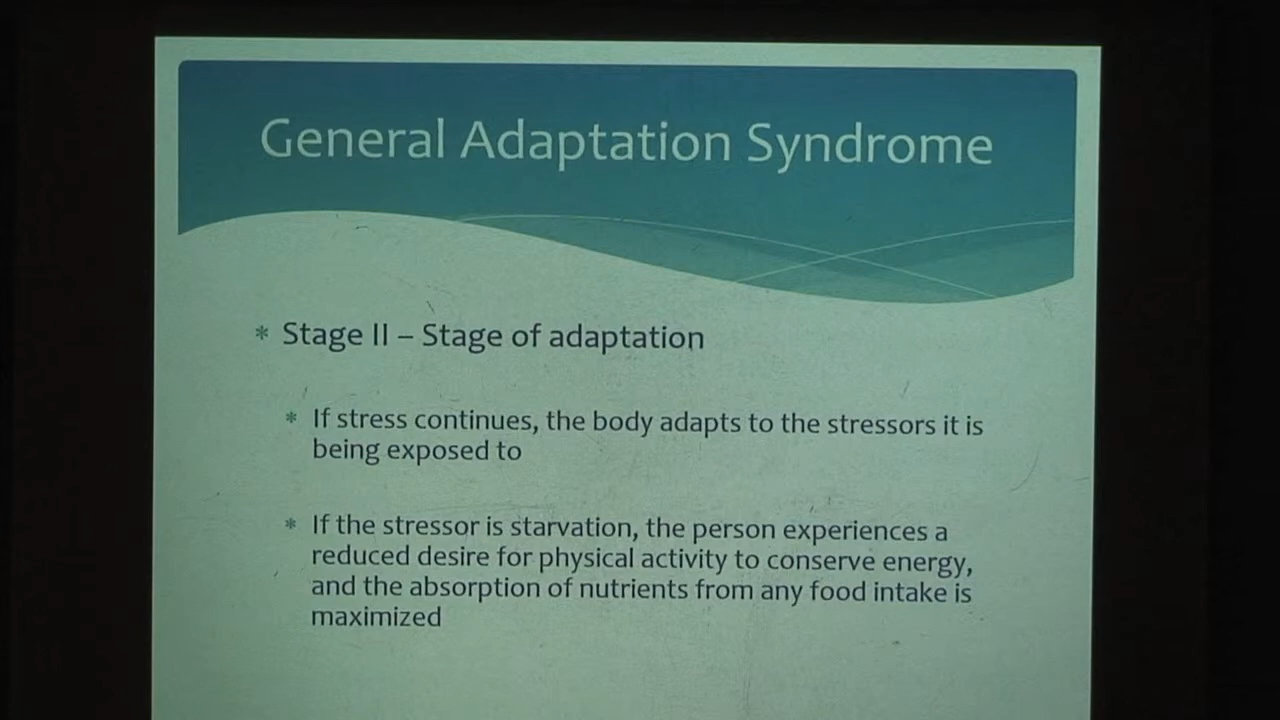 General Adaptation Syndrome
* Stage II – Stage of adaptation
* If stress continues, the body adapts to the stressors it is
being exposed to
* If the stressor is starvation, the person experiences a
reduced desire for physical activity to conserve energy,
and the absorption of nutrients from any food intake is
maximized